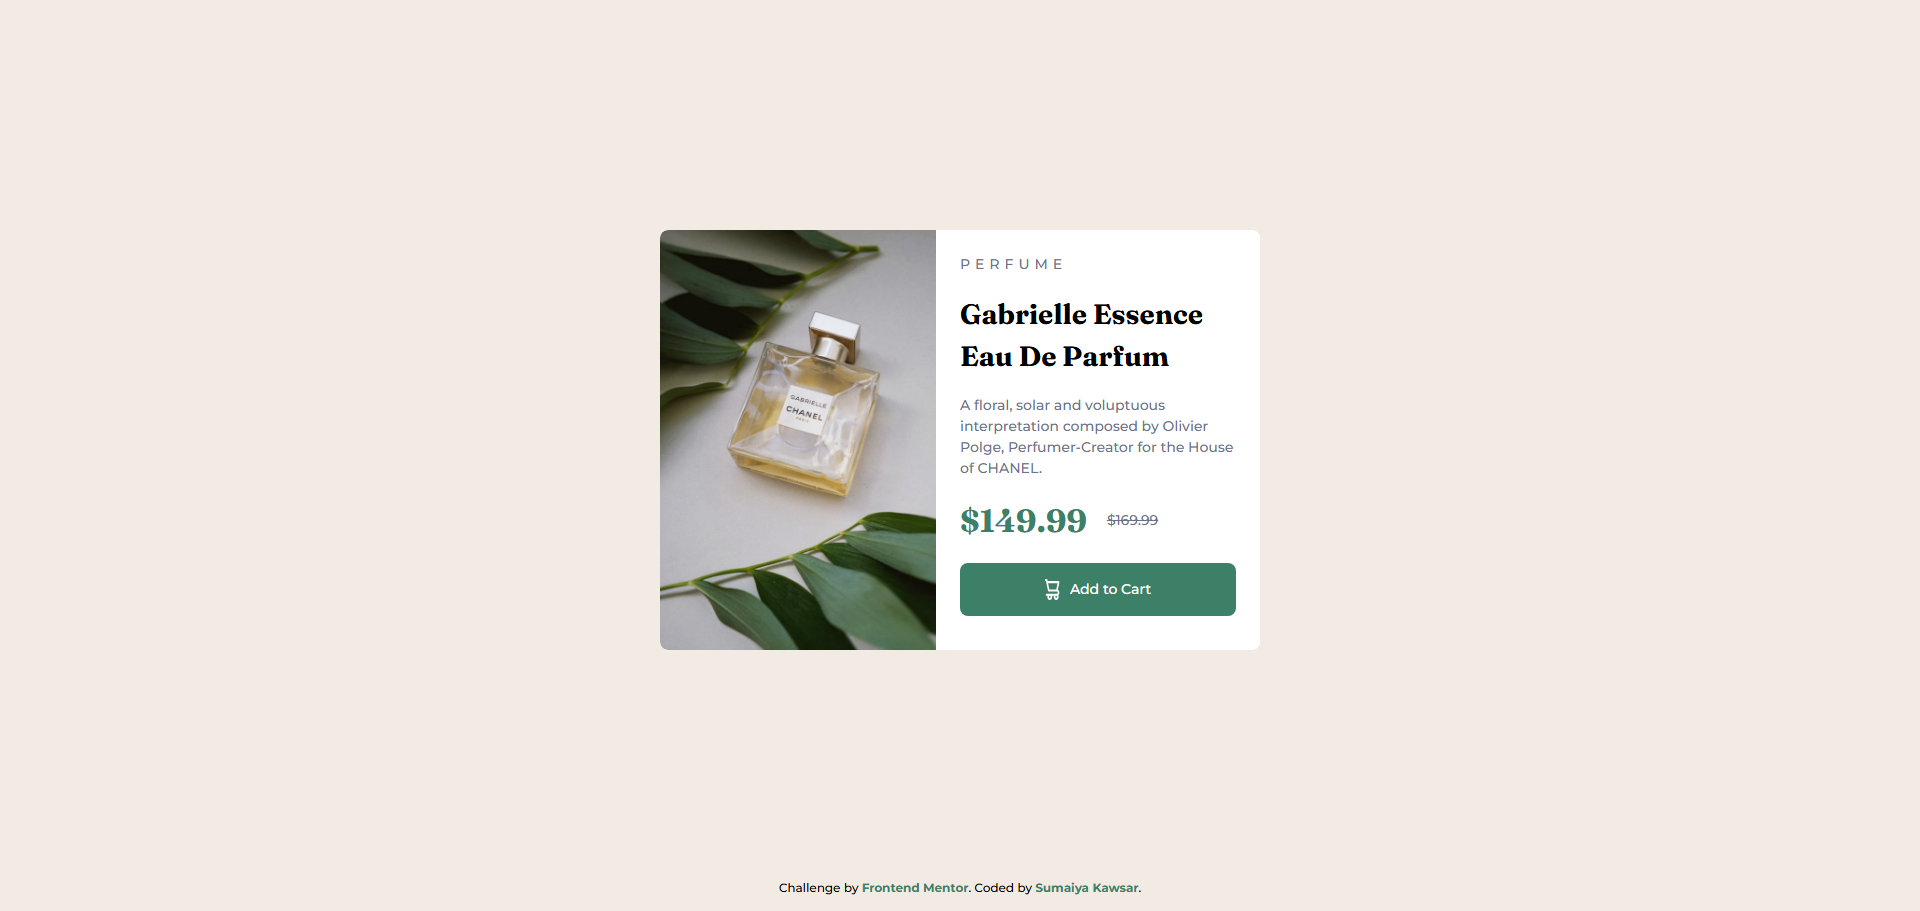 PERFUME
Gabrielle Essence
Eau De Parfum
A floral, solar and voluptuous
interpretation composed by Olivier
Polge, Perfumer-Creator for the House
of CHANEL.
$149.99 $169.99
Add to Cart
GABRIELLE
CHANEL
Challenge by Frontend Mentor. Coded by Sumaiya Kawsar.